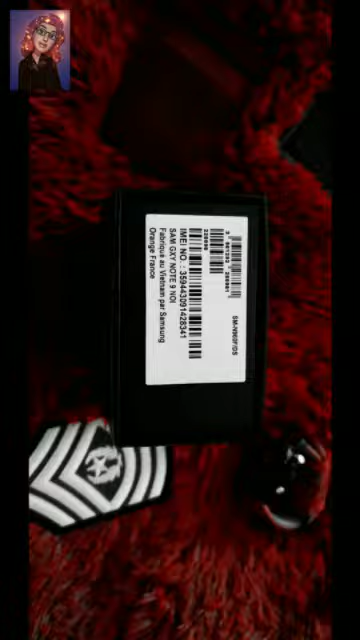 SM-N960F/DS
IMEI NO. : 359443091428341
SAM GXY NOTE 9 NOI
Fabriqué au Vietnam par Samsung
Orange France